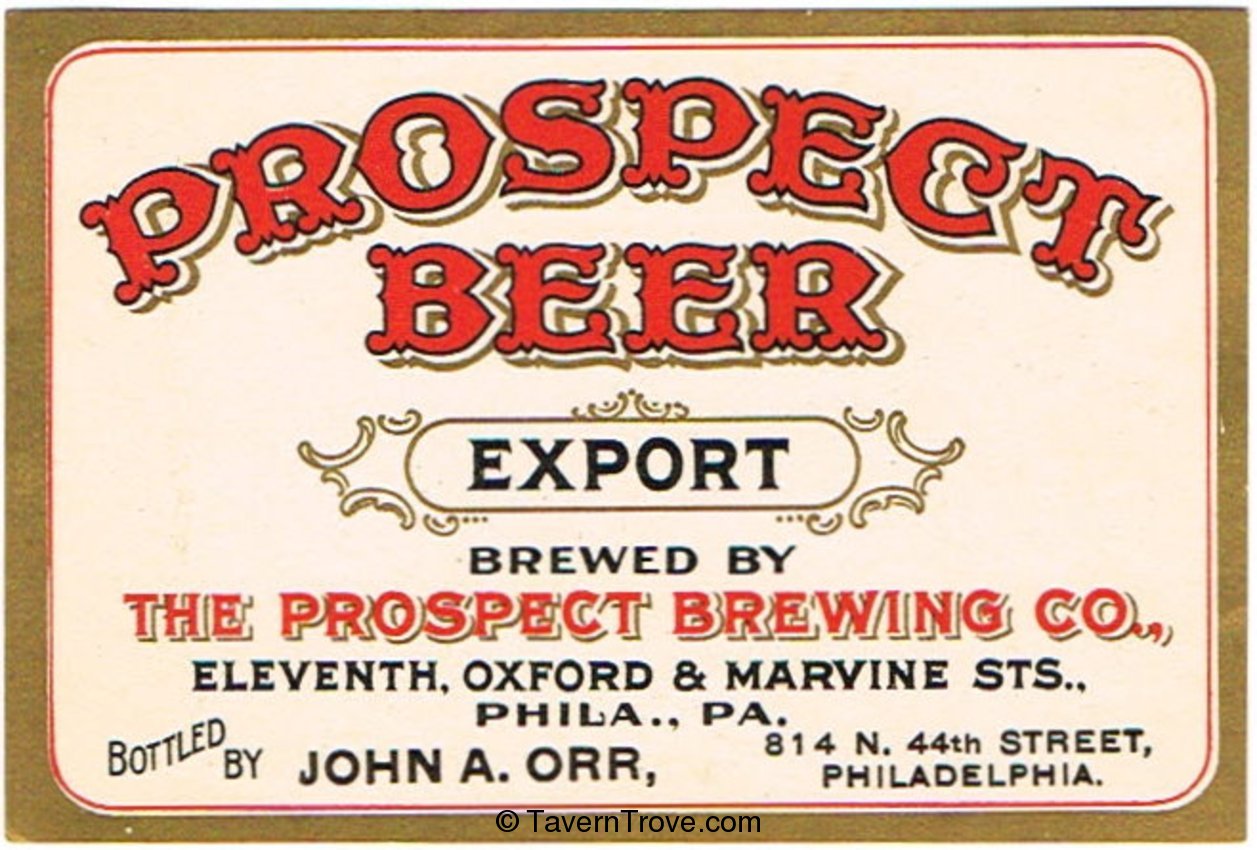 PROSPECT
BEER
EXPORT
BREWED BY
THE PROSPECT BREWING CO.,
ELEVENTH, OXFORD & MARVINE STS.,
PHILA., PA.
BOTTLED BY JOHN A. ORR, 814 N. 44th STREET,
PHILADELPHIA.
© TavernTrove.com